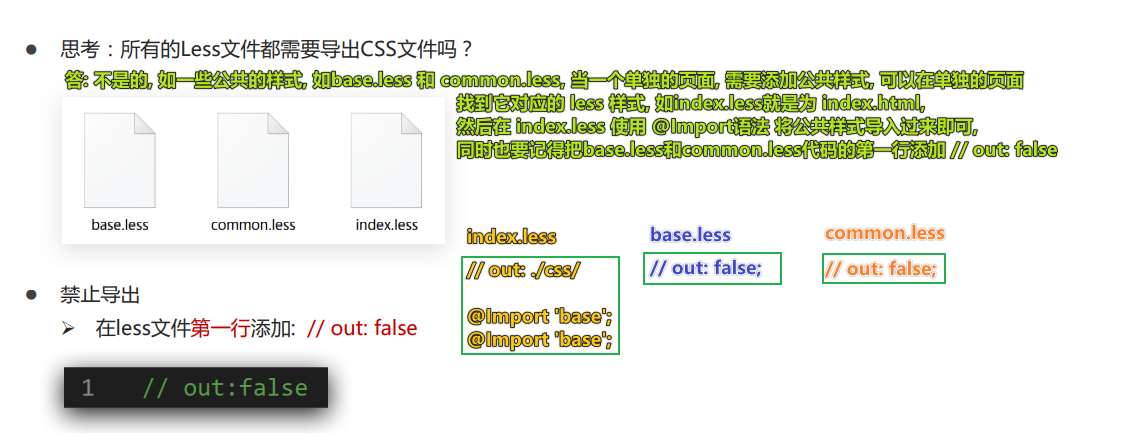 思考：所有的Less文件都需要导出CSS文件吗？
答: 不是的, 如一些公共的样式, 如base.less 和 common.less, 当一个单独的页面, 需要添加公共样式, 可以在单独的页面
找到它对应的 less 样式, 如index.less就是为 index.html,
然后在 index.less 使用 @Import语法 将公共样式导入过来即可,
同时也要记得把base.less和common.less代码的第一行添加 // out: false
base.less
common.less
index.less
index.less
// out: ./css/
@Import 'base';
@Import 'base';
base.less
// out: false;
common.less
// out: false;
禁止导出
在less文件第一行添加: // out: false
1 // out:false